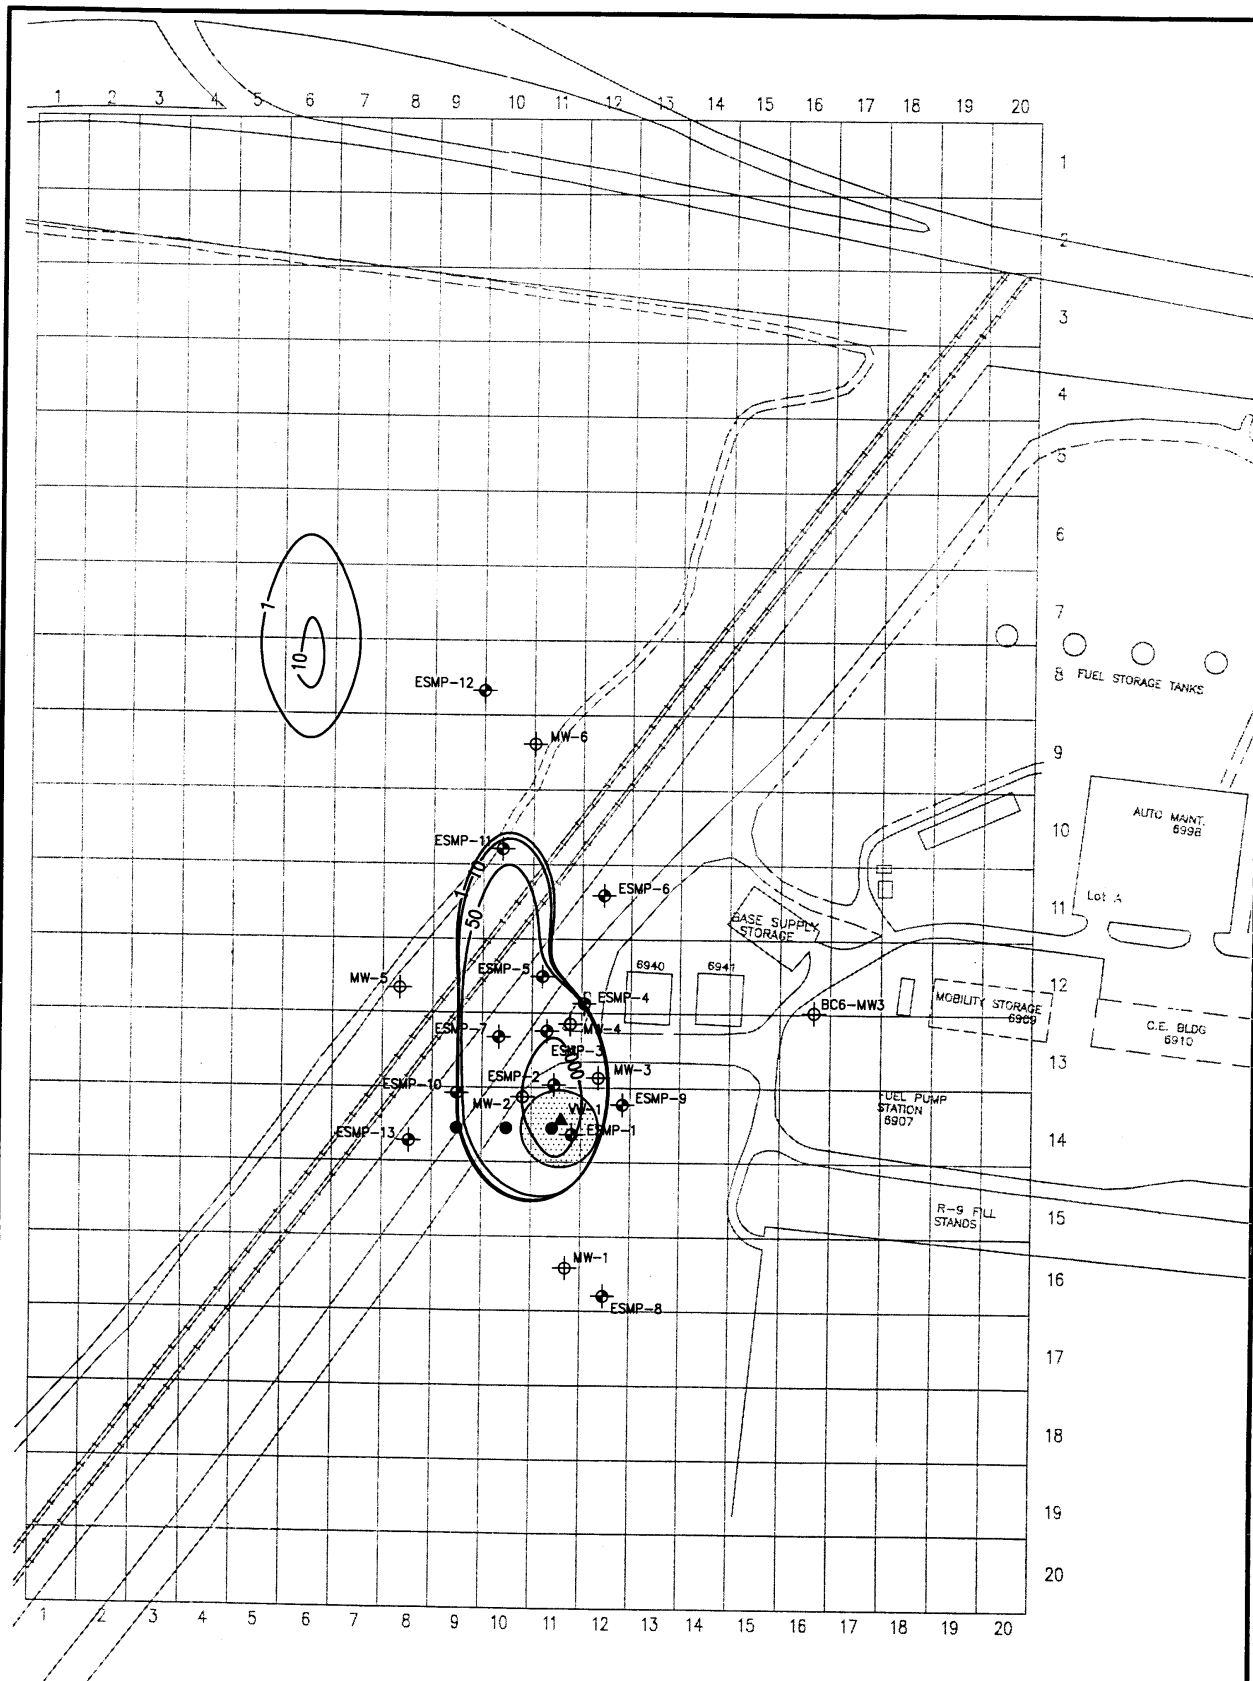 1 2 3 4 5 6 7 8 9 10 11 12 13 14 15 16 17 18 19 20
1
2
3
4
5
6
7
1
10
8
FUEL STORAGE TANKS
ESMP-12
MW-6
9
AUTO MAINT.
6998
10
ESMP-11
1
10
ESMP-6
50
Lot A
11
BASE SUPPLY
STORAGE
MW-5
ESMP-5
6940
6941
12
ESMP-4
BC6-MW3
MOBILITY STORAGE
6909
C.E. BLDG
6910
ESMP-7
MW-4
ESMP-3
13
MW-3
ESMP-2
ESMP-10
MW-2
ESMP-9
VW-1
FUEL PUMP
STATION
6907
ESMP-13
ESMP-1
14
R-9 FILL
STANDS
15
MW-1
16
ESMP-8
17
18
19
20
1 2 3 4 5 6 7 8 9 10 11 12 13 14 15 16 17 18 19 20